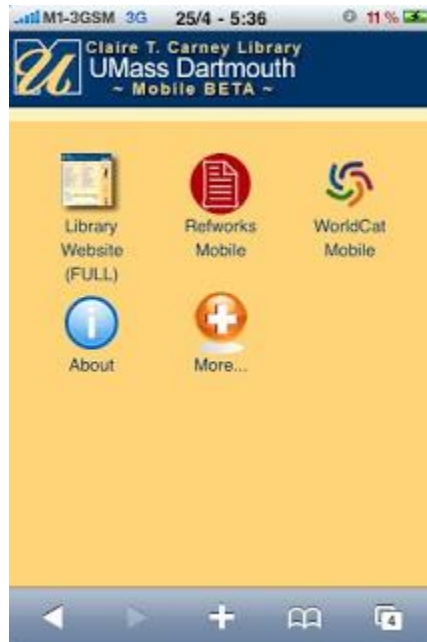 M1-3GSM 3G 25/4 - 5:36 11 %
Claire T. Carney Library
UMass Dartmouth
~ Mobile BETA ~
Library Website (FULL)
Refworks Mobile
WorldCat Mobile
About
More...
4